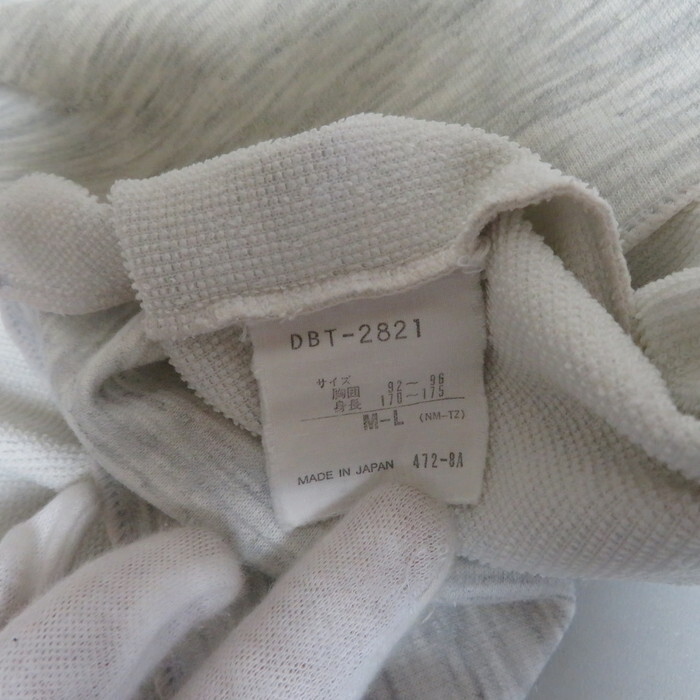 DBT-2821
サイズ
胸囲 92〜96
身長 170〜175
M-L (NM-T2)
MADE IN JAPAN 472-8A